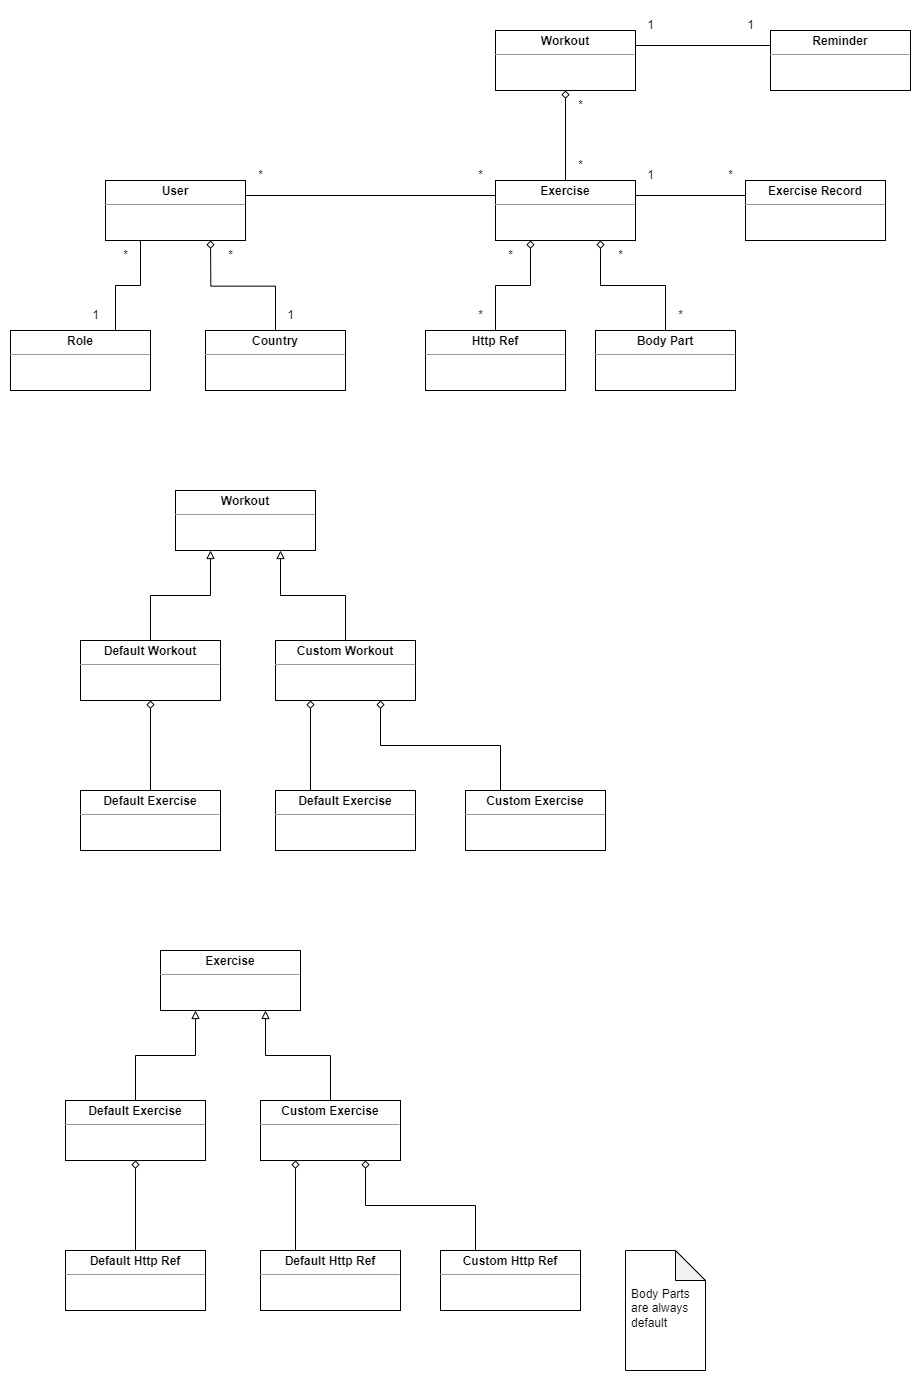 1
1
Workout
Reminder
*
*
*
*
1
*
User
Exercise
Exercise Record
*
*
*
*
1
1
*
*
Role
Country
Http Ref
Body Part
Workout
Default Workout
Custom Workout
Default Exercise
Default Exercise
Custom Exercise
Exercise
Default Exercise
Custom Exercise
Default Http Ref
Default Http Ref
Custom Http Ref
Body Parts
are always
default